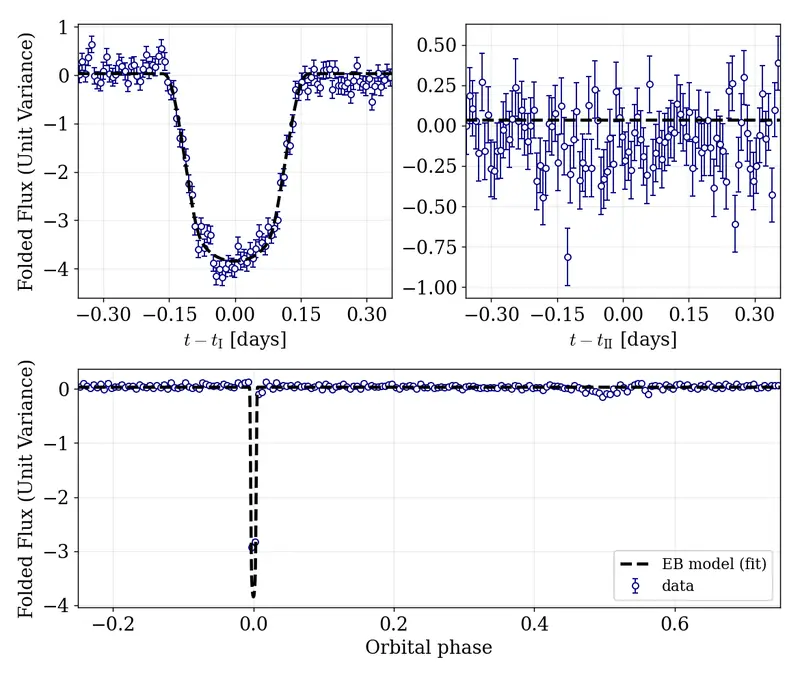 Folded Flux (Unit Variance)
1
0
−1
−2
−3
−4
−0.30 −0.15 0.00 0.15 0.30
t − tI [days]
0.50
0.25
0.00
−0.25
−0.50
−0.75
−1.00
−0.30 −0.15 0.00 0.15 0.30
t − tII [days]
Folded Flux (Unit Variance)
0
−1
−2
−3
−4
−0.2 0.0 0.2 0.4 0.6
Orbital phase
EB model (fit)
data